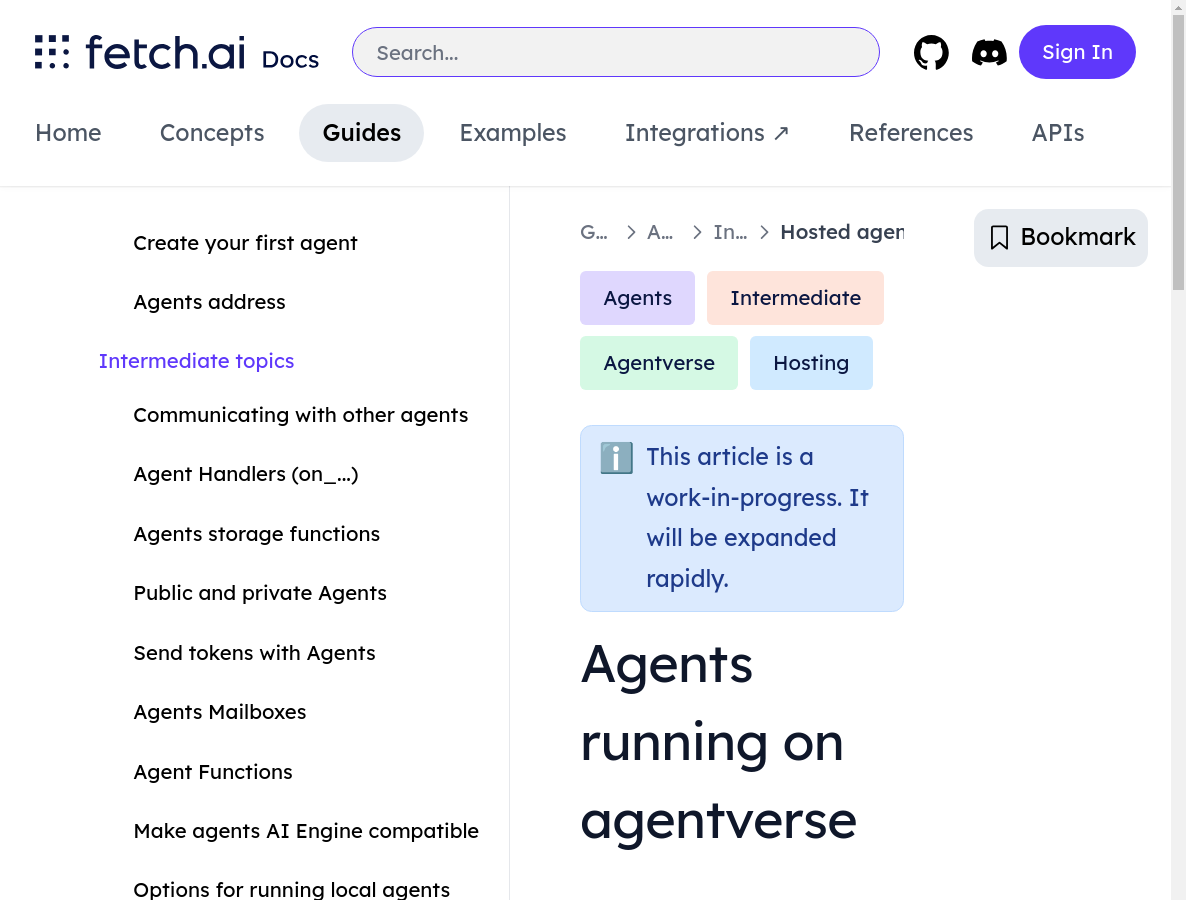 fetch.ai Docs
Search...
Sign In
Home
Concepts
Guides
Examples
Integrations ↗
References
APIs
Create your first agent
Agents address
Intermediate topics
Communicating with other agents
Agent Handlers (on_...)
Agents storage functions
Public and private Agents
Send tokens with Agents
Agents Mailboxes
Agent Functions
Make agents AI Engine compatible
Options for running local agents
G... > A... > In... > Hosted agen
Bookmark
Agents
Intermediate
Agentverse
Hosting
This article is a
work-in-progress. It
will be expanded
rapidly.
Agents
running on
agentverse